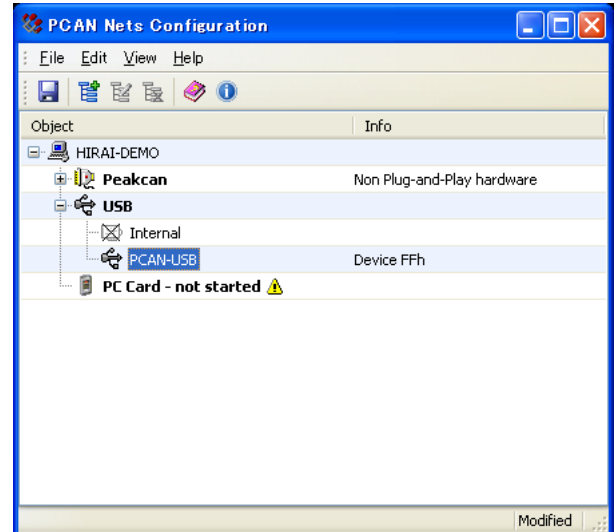 PCAN Nets Configuration
File Edit View Help
Object Info
HIRAI-DEMO
Peakcan Non Plug-and-Play hardware
USB
Internal
PCAN-USB Device FFh
PC Card - not started
Modified